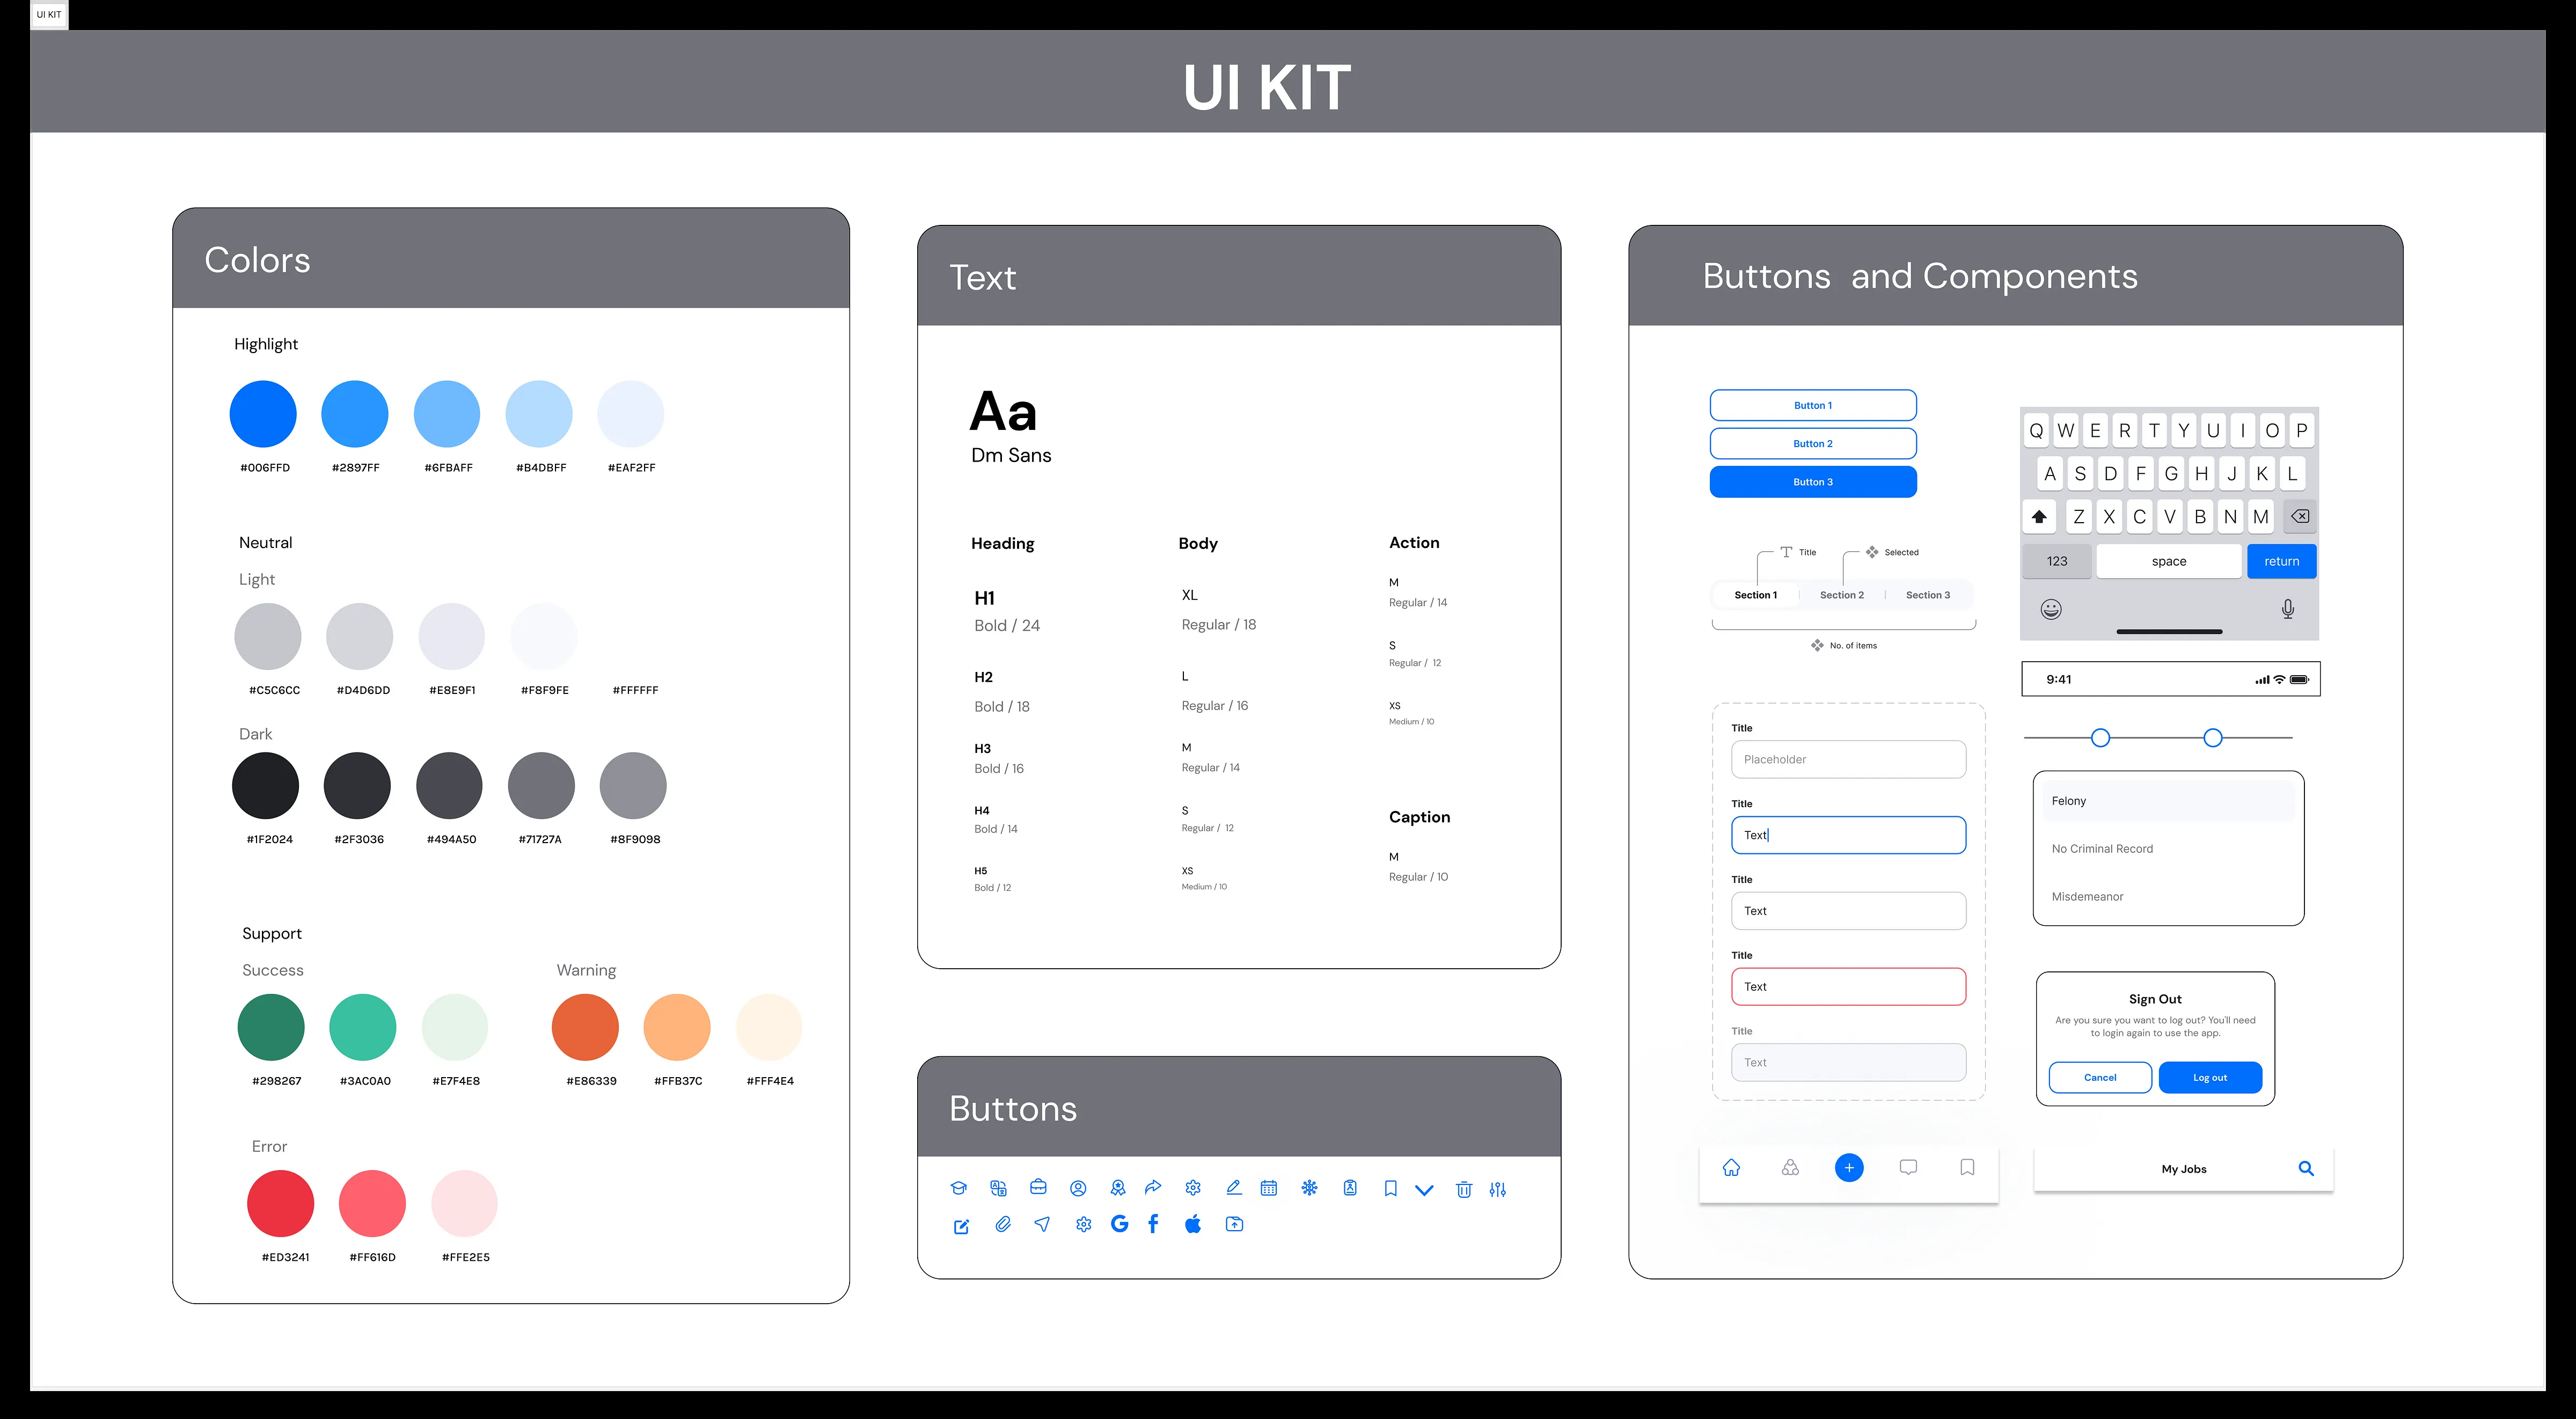 UI KIT
UI KIT
Colors
Highlight
#006FFD #2897FF #6FBAFF #B4DBFF #EAF2FF
Neutral
Light
#C5C6CC #D4D6DD #E8E9F1 #F8F9FE #FFFFFF
Dark
#1F2024 #2F3036 #494A50 #71727A #8F9098
Support
Success
#298267 #3AC0A0 #E7F4E8
Warning
#E86339 #FFB37C #FFF4E4
Error
#ED3241 #FF616D #FFE2E5
Text
Aa
Dm Sans
Heading
H1
Bold / 24
H2
Bold / 18
H3
Bold / 16
H4
Bold / 14
H5
Bold / 12
Body
XL
Regular / 18
L
Regular / 16
M
Regular / 14
S
Regular / 12
XS
Medium / 10
Action
M
Regular / 14
S
Regular / 12
XS
Medium / 10
Caption
M
Regular / 10
Buttons
Buttons and Components
Button 1
Button 2
Button 3
Title Selected
Section 1 Section 2 Section 3
No. of items
Title
Placeholder
Title
Text
Title
Text
Title
Text
Title
Text
Q W E R T Y U I O P
A S D F G H J K L
Z X C V B N M
123 space return
9:41
Felony
No Criminal Record
Misdemeanor
Sign Out
Are you sure you want to log out? You'll need
to login again to use the app.
Cancel Log out
My Jobs